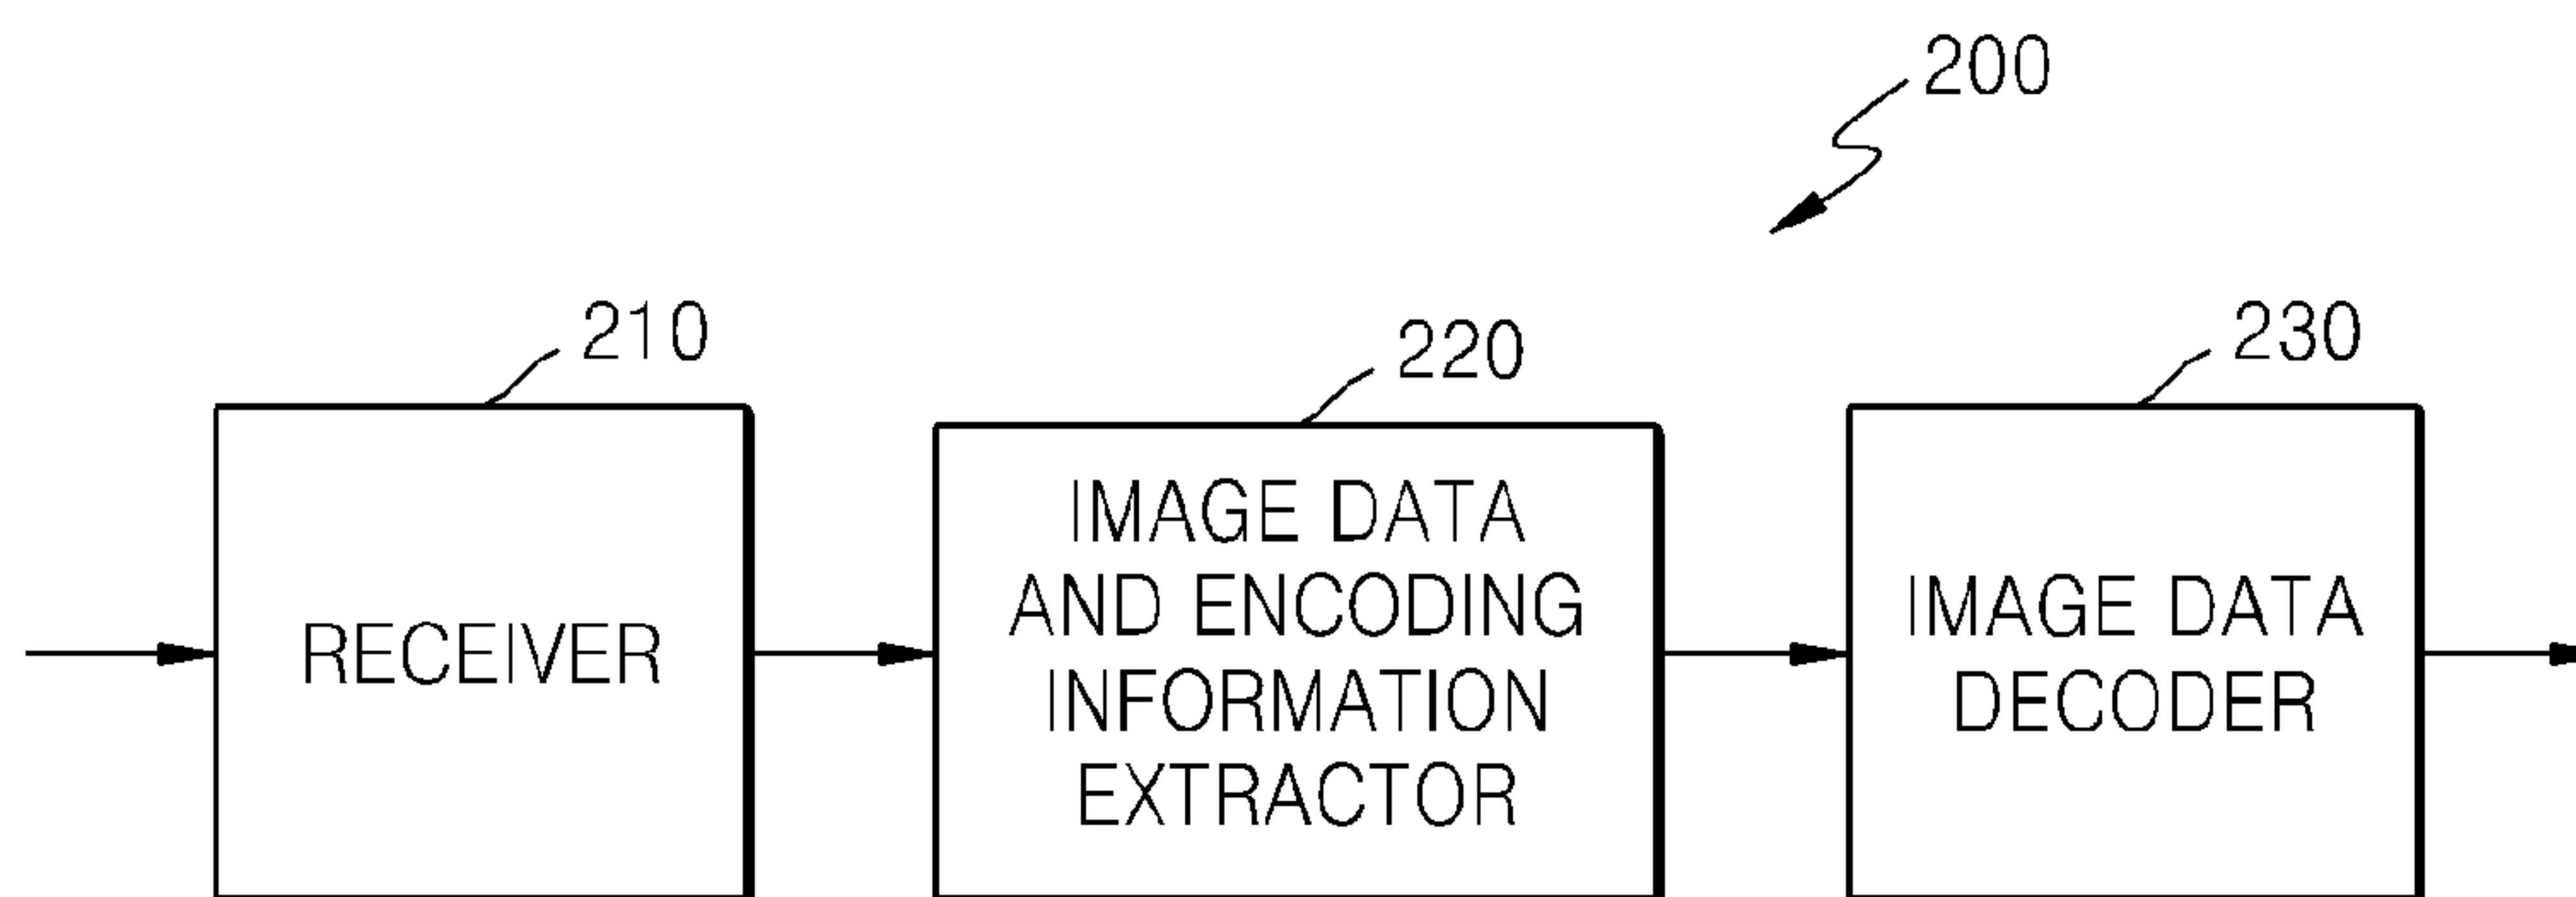 200
210
220
230
RECEIVER
IMAGE DATA
AND ENCODING
INFORMATION
EXTRACTOR
IMAGE DATA
DECODER